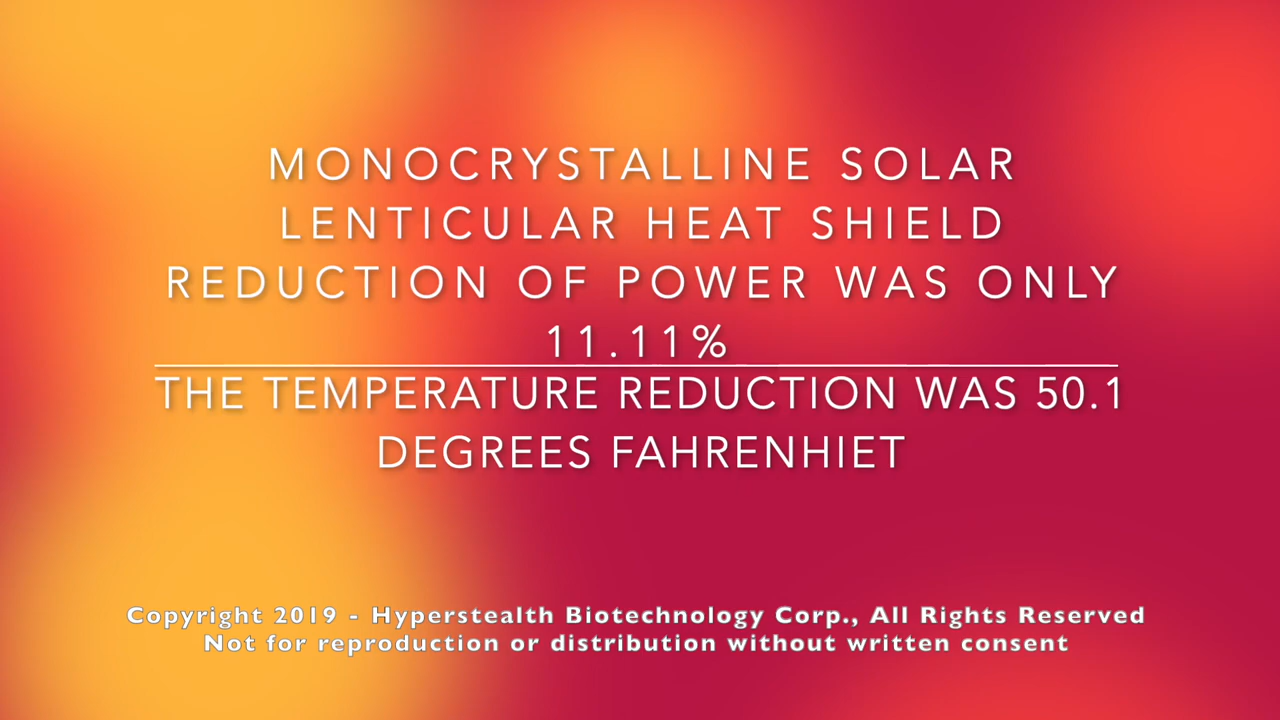 MONOCRYSTALLINE SOLAR
LENTICULAR HEAT SHIELD
REDUCTION OF POWER WAS ONLY
11.11%
THE TEMPERATURE REDUCTION WAS 50.1
DEGREES FAHRENHIET
Copyright 2019 - Hyperstealth Biotechnology Corp., All Rights Reserved
Not for reproduction or distribution without written consent